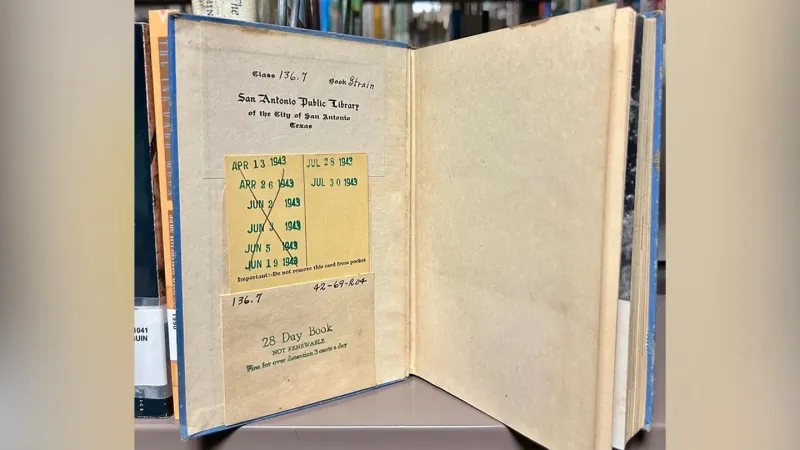 The
Class 136.7 Book Strain
San Antonio Public Library
of the City of San Antonio
Texas
APR 13 1943 JUL 28 1943
APR 26 1943 JUL 30 1943
JUN 2 1943
JUN 3 1943
JUN 5 1943
JUN 19 1943
Important:-Do not remove this card from pocket
136.7 42-69-204
28 Day Book
NOT RENEWABLE
Fine for over detention 3 cents a day
1041
UIN